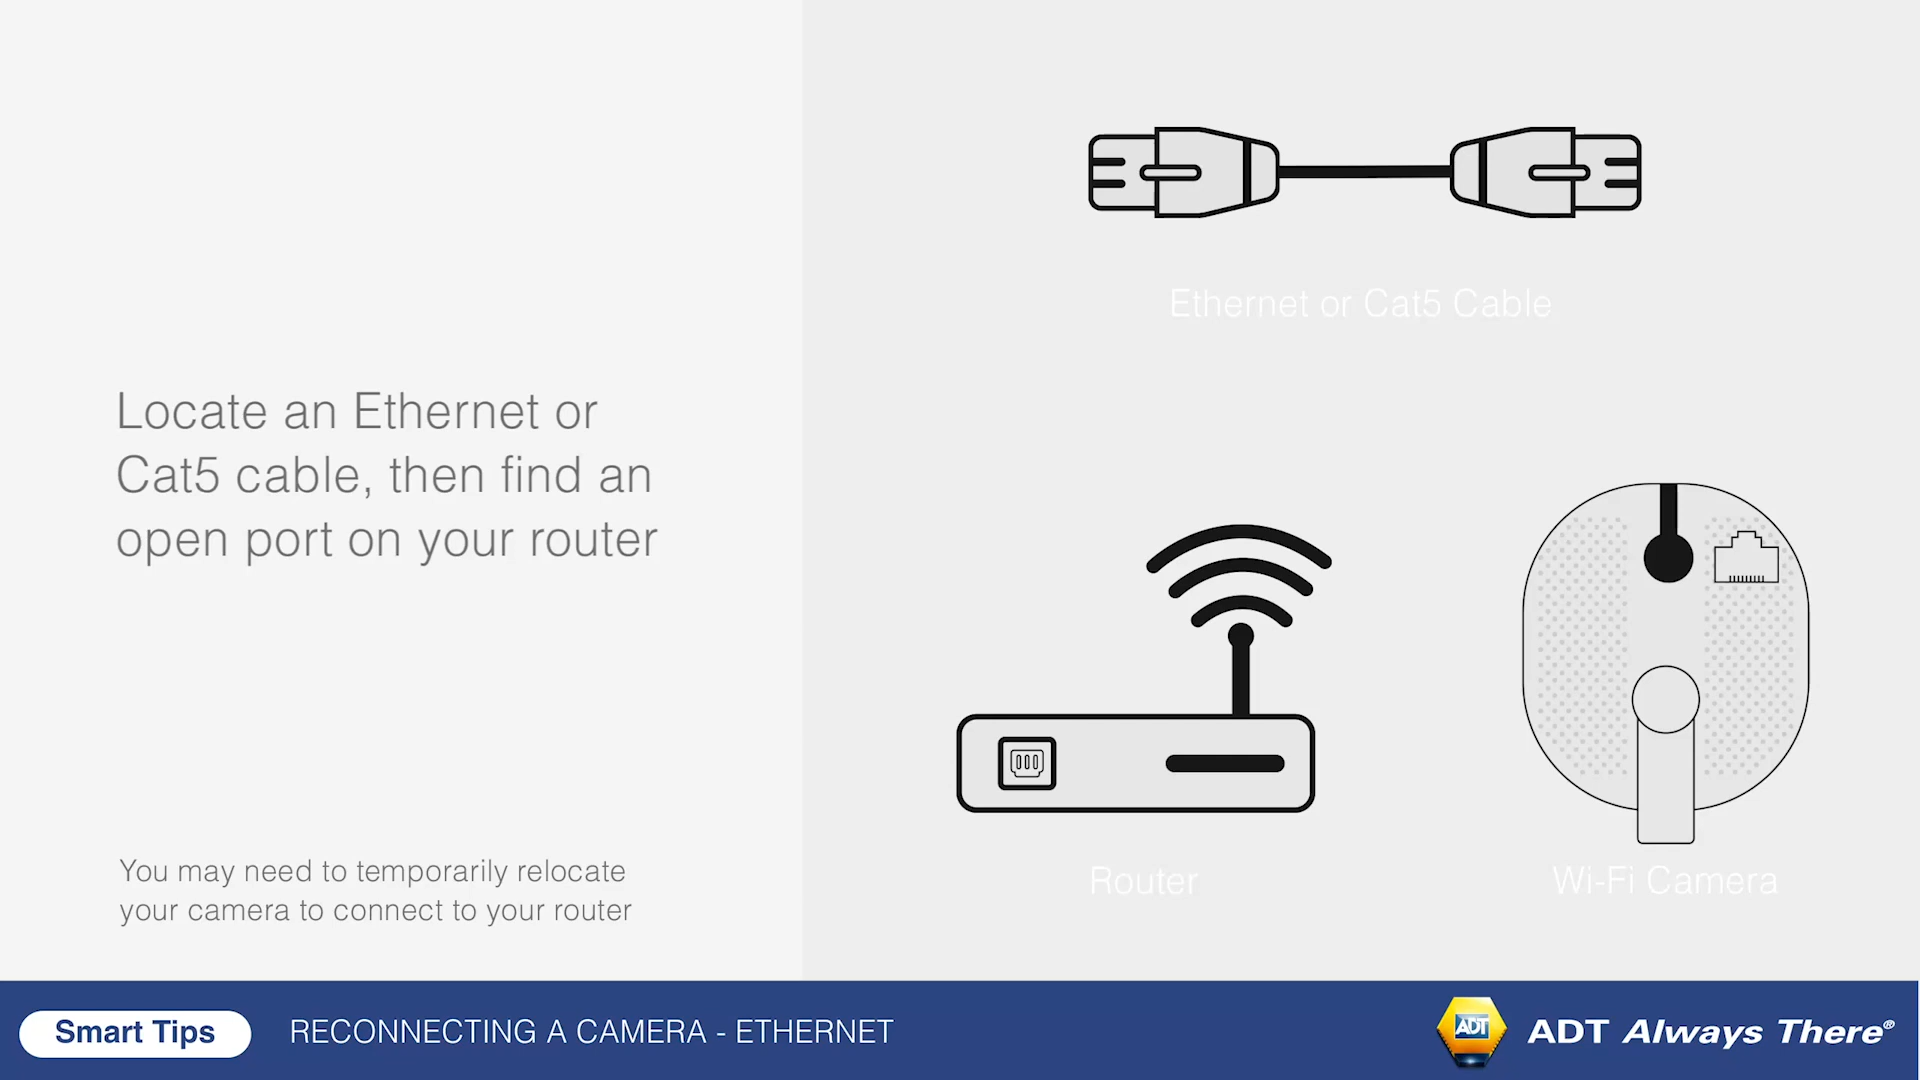 Ethernet or Cat5 Cable
Locate an Ethernet or
Cat5 cable, then find an
open port on your router
You may need to temporarily relocate
your camera to connect to your router
Router
Wi-Fi Camera
Smart Tips
RECONNECTING A CAMERA - ETHERNET
ADT
ADT Always There®